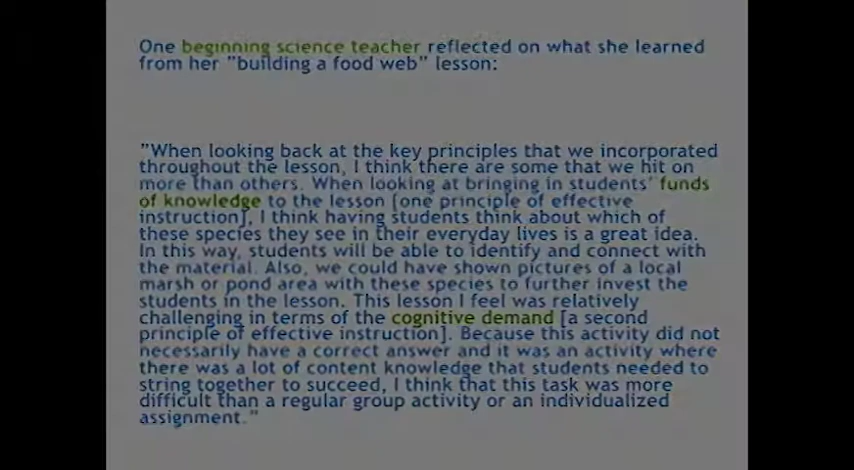 One beginning science teacher reflected on what she learned
from her "building a food web" lesson:
"When looking back at the key principles that we incorporated
throughout the lesson, I think there are some that we hit on
more than others. When looking at bringing in students' funds
of knowledge to the lesson [one principle of effective
instruction], I think having students think about which of
these species they see in their everyday lives is a great idea.
In this way, students will be able to identify and connect with
the material. Also, we could have shown pictures of a local
marsh or pond area with these species to further invest the
students in the lesson. This lesson I feel was relatively
challenging in terms of the cognitive demand [a second
principle of effective instruction]. Because this activity did not
necessarily have a correct answer and it was an activity where
there was a lot of content knowledge that students needed to
string together to succeed, I think that this task was more
difficult than a regular group activity or an individualized
assignment."